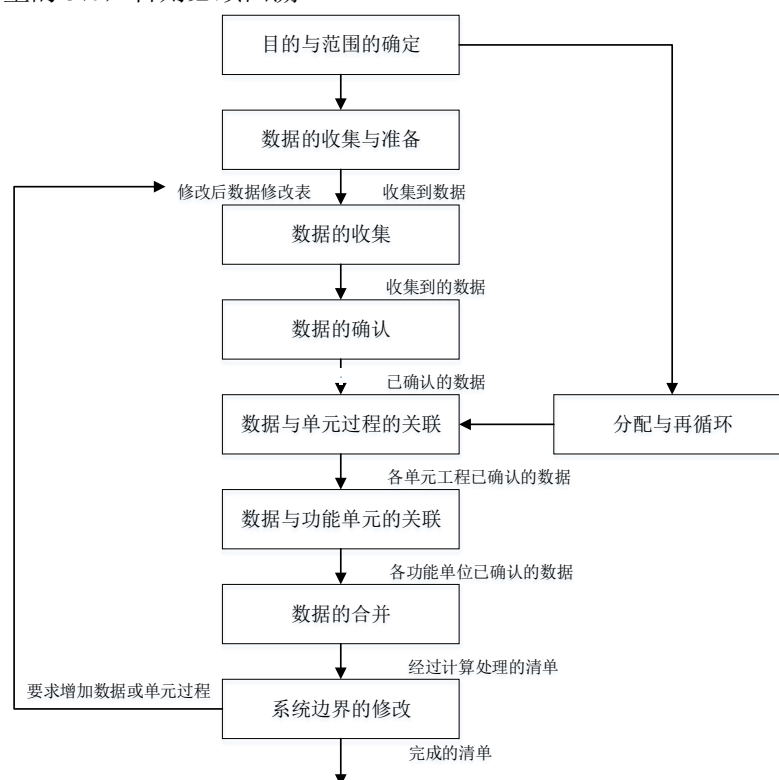 目的与范围的确定
数据的收集与准备
修改后数据修改表
收集到数据
数据的收集
收集到的数据
数据的确认
已确认的数据
数据与单元过程的关联
分配与再循环
各单元工程已确认的数据
数据与功能单元的关联
各功能单位已确认的数据
数据的合并
经过计算处理的清单
要求增加数据或单元过程
系统边界的修改
完成的清单